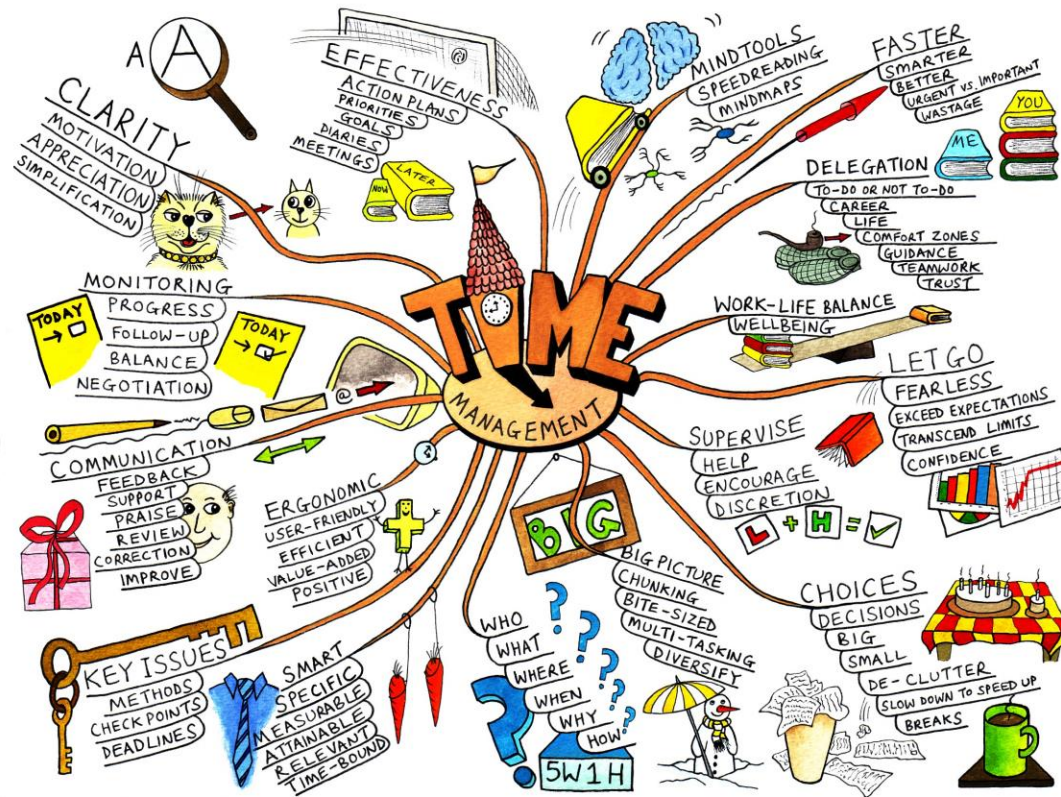 TIME
MANAGEMENT
A A
CLARITY
MOTIVATION
APPRECIATION
SIMPLIFICATION
EFFECTIVENESS
ACTION PLANS
PRIORITIES
GOALS
DIARIES
MEETINGS
NOW
LATER
MINDTOOLS
SPEEDREADING
MINDMAPS
FASTER
SMARTER
BETTER
URGENT VS. IMPORTANT
WASTAGE
ME
YOU
DELEGATION
TO-DO OR NOT TO-DO
CAREER
LIFE
COMFORT ZONES
GUIDANCE
TEAMWORK
TRUST
WORK-LIFE BALANCE
WELLBEING
LET GO
FEARLESS
EXCEED EXPECTATIONS
TRANSCEND LIMITS
CONFIDENCE
SUPERVISE
HELP
ENCOURAGE
DISCRETION
L + H = ✓
CHOICES
DECISIONS
BIG
SMALL
DE-CLUTTER
SLOW DOWN TO SPEED UP
BREAKS
BIG
BIG PICTURE
CHUNKING
BITE-SIZED
MULTI-TASKING
DIVERSIFY
WHO
WHAT
WHERE
WHEN
WHY
HOW
? ? ? ? ? ? ?
5W1H
SMART
SPECIFIC
MEASURABLE
ATTAINABLE
RELEVANT
TIME-BOUND
KEY ISSUES
METHODS
CHECKPOINTS
DEADLINES
ERGONOMIC
USER-FRIENDLY
EFFICIENT
VALUE-ADDED
POSITIVE
COMMUNICATION
FEEDBACK
SUPPORT
PRAISE
REVIEW
CORRECTION
IMPROVE
@
MONITORING
PROGRESS
FOLLOW-UP
BALANCE
NEGOTIATION
TODAY
TODAY